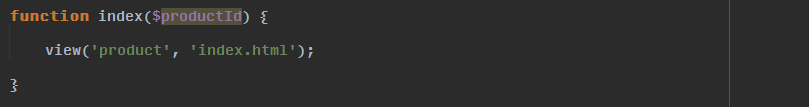 function index($productId) {
view('product', 'index.html');
}